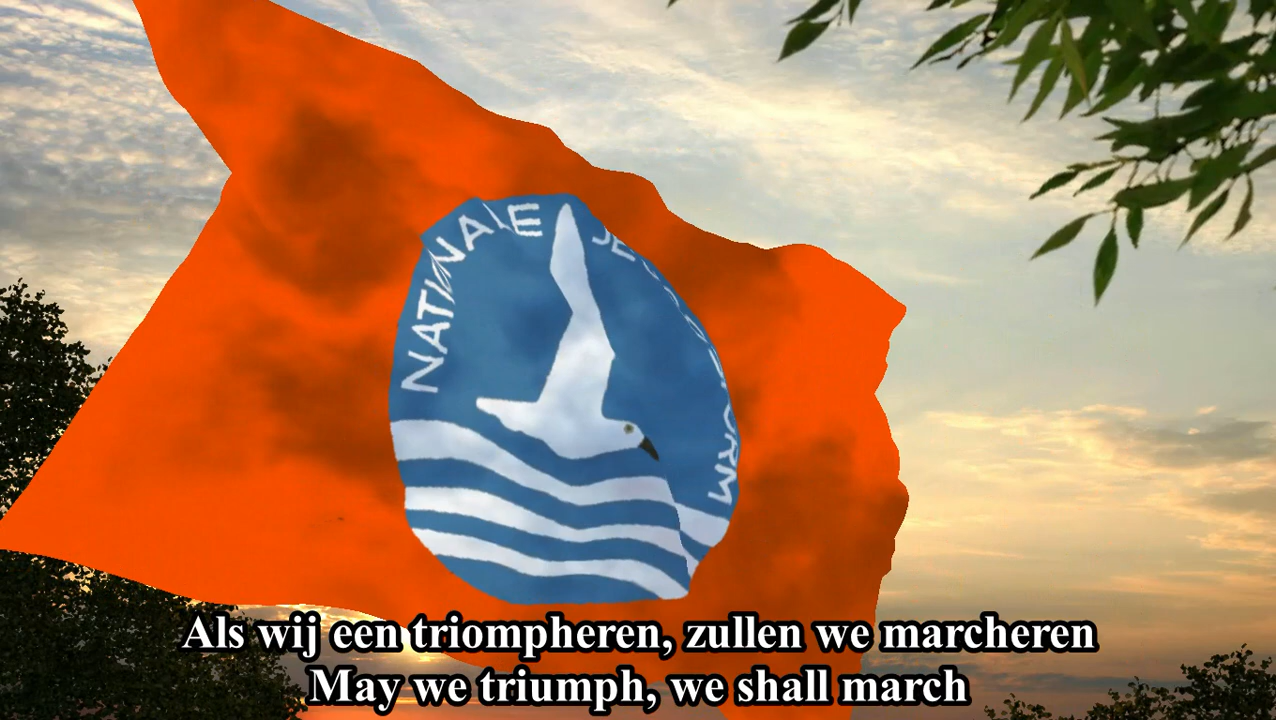 NATIONALE
Als wij een triompheren, zullen we marcheren
May we triumph, we shall march